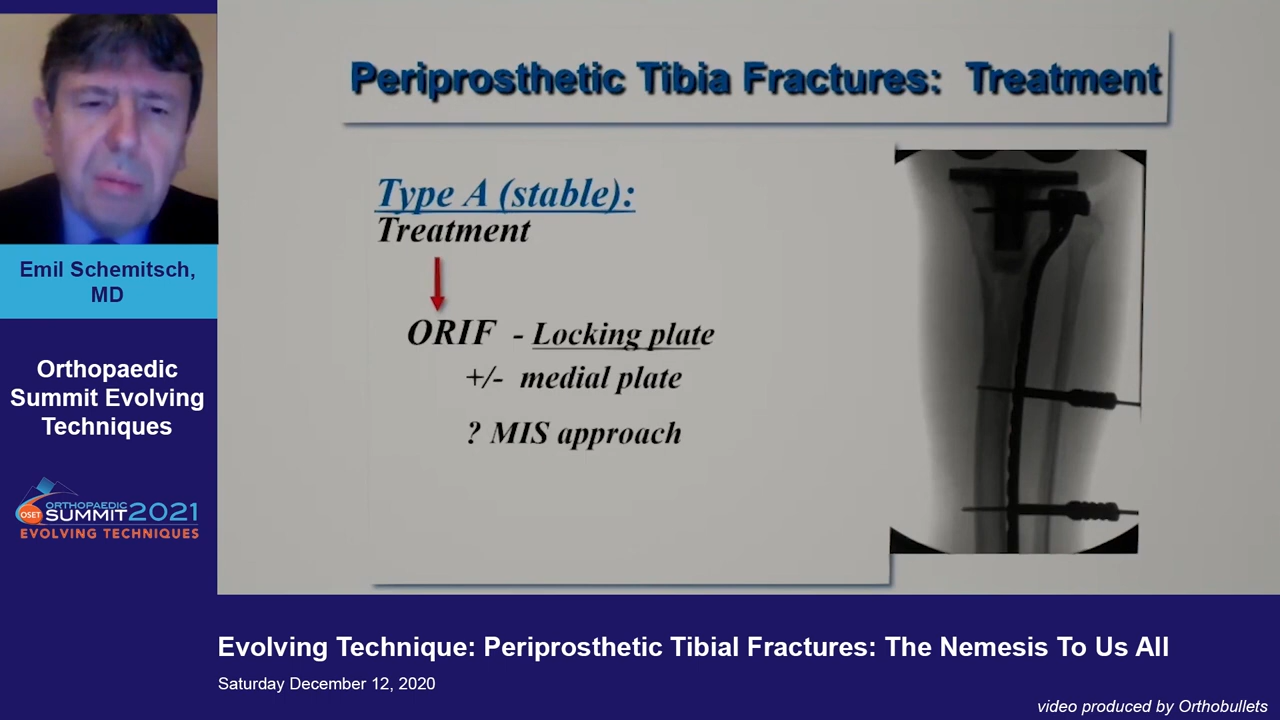 Periprosthetic Tibia Fractures: Treatment
Type A (stable):
Treatment
ORIF - Locking plate
+/- medial plate
? MIS approach
Emil Schemitsch,
MD
Orthopaedic
Summit Evolving
Techniques
OSET
ORTHOPAEDIC
SUMMIT 2021
EVOLVING TECHNIQUES
Evolving Technique: Periprosthetic Tibial Fractures: The Nemesis To Us All
Saturday December 12, 2020
video produced by Orthobullets